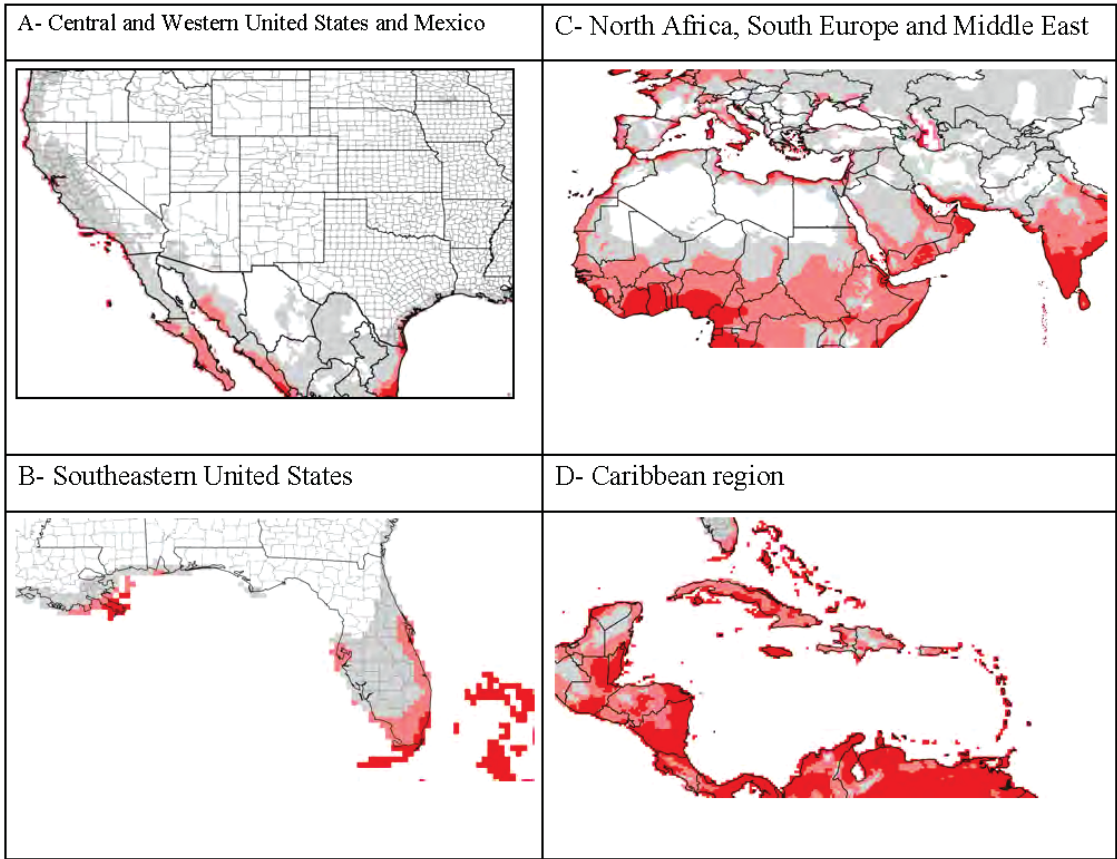 A- Central and Western United States and Mexico
C- North Africa, South Europe and Middle East
B- Southeastern United States
D- Caribbean region